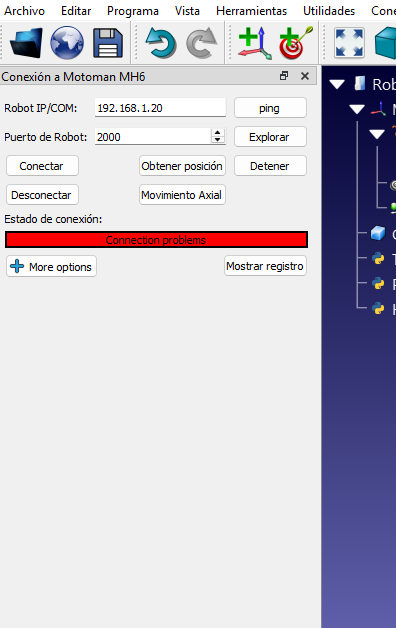 Archivo Editar Programa Vista Herramientas Utilidades
Conexión a Motoman MH6
Robot IP/COM: 192.168.1.20 ping
Puerto de Robot: 2000 Explorar
Conectar Obtener posición Detener
Desconectar Movimiento Axial
Estado de conexión:
Connection problems
More options Mostrar registro